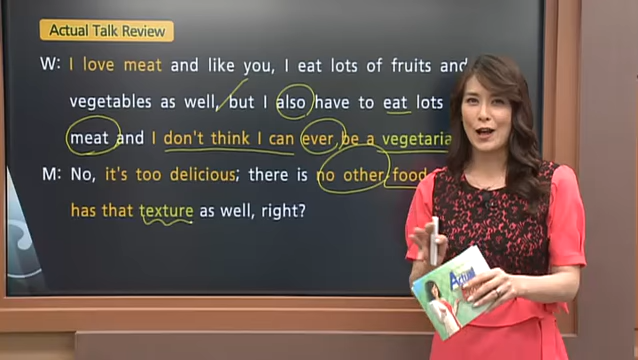 Actual Talk Review
W: I love meat and like you, I eat lots of fruits and
vegetables as well, but I also have to eat lots
meat and I don't think I can ever be a vegetaria
M: No, it's too delicious; there is no other food
has that texture as well, right?
Actual